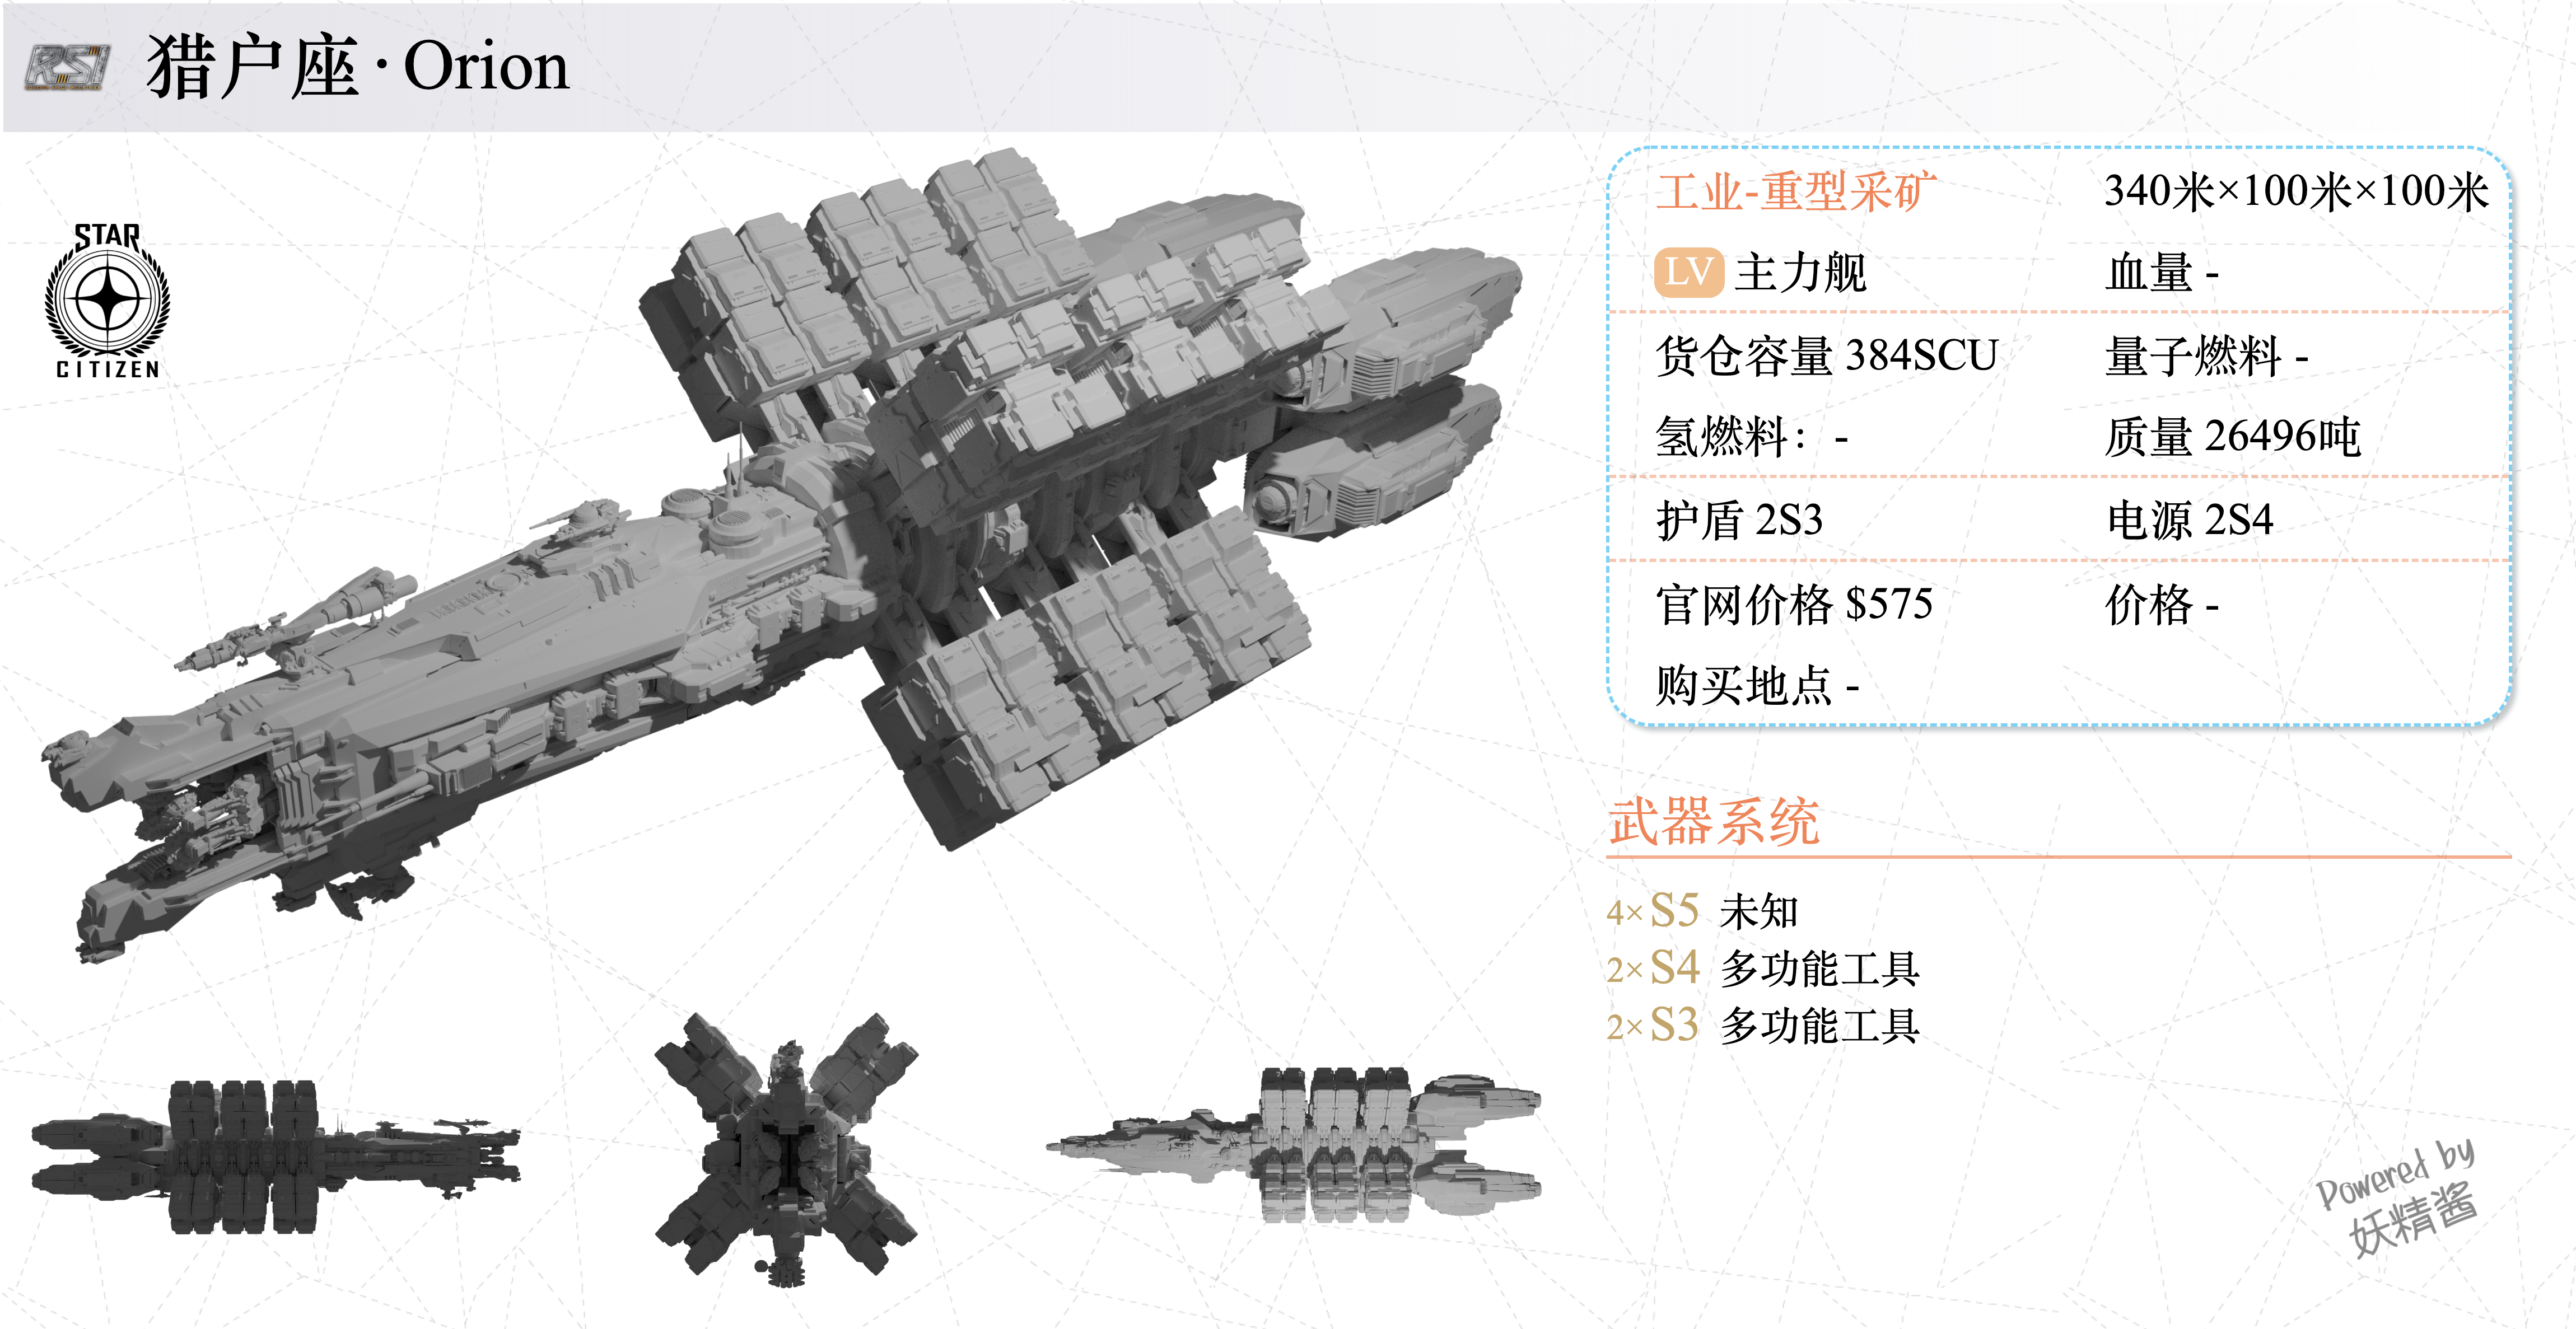 RSI
猎户座·Orion
STAR
CITIZEN
工业-重型采矿 340米×100米×100米
LV 主力舰 血量 -
货仓容量 384SCU 量子燃料 -
氢燃料：- 质量 26496吨
护盾 2S3 电源 2S4
官网价格 $575 价格 -
购买地点 -
武器系统
4× S5 未知
2× S4 多功能工具
2× S3 多功能工具
Powered by
妖精酱